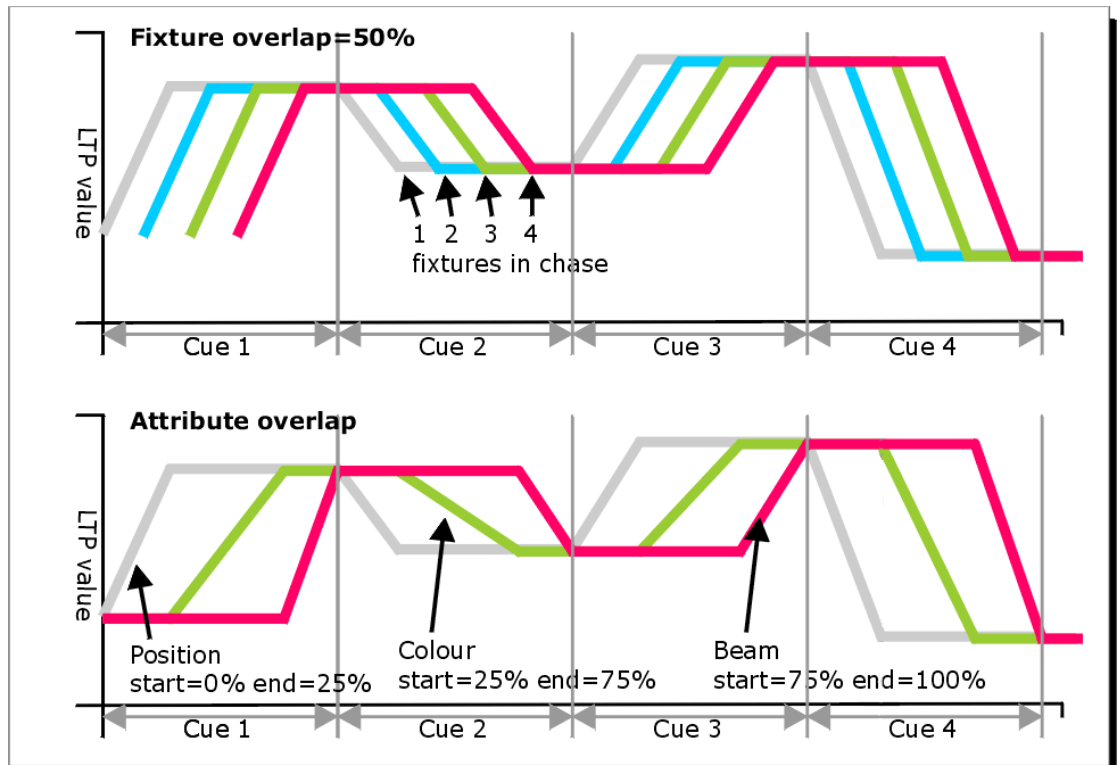 Fixture overlap=50%
LTP value
1 2 3 4
fixtures in chase
Cue 1 Cue 2 Cue 3 Cue 4
Attribute overlap
LTP value
Position
start=0% end=25%
Colour
start=25% end=75%
Beam
start=75% end=100%
Cue 1 Cue 2 Cue 3 Cue 4